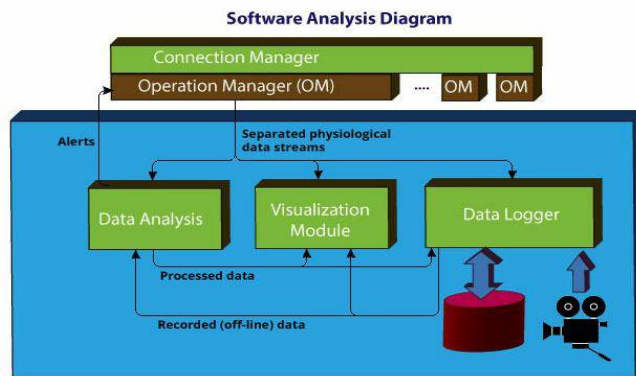 Software Analysis Diagram
Connection Manager
Operation Manager (OM)
....
OM
OM
Alerts
Separated physiological
data streams
Data Analysis
Visualization
Module
Data Logger
Processed data
Recorded (off-line) data